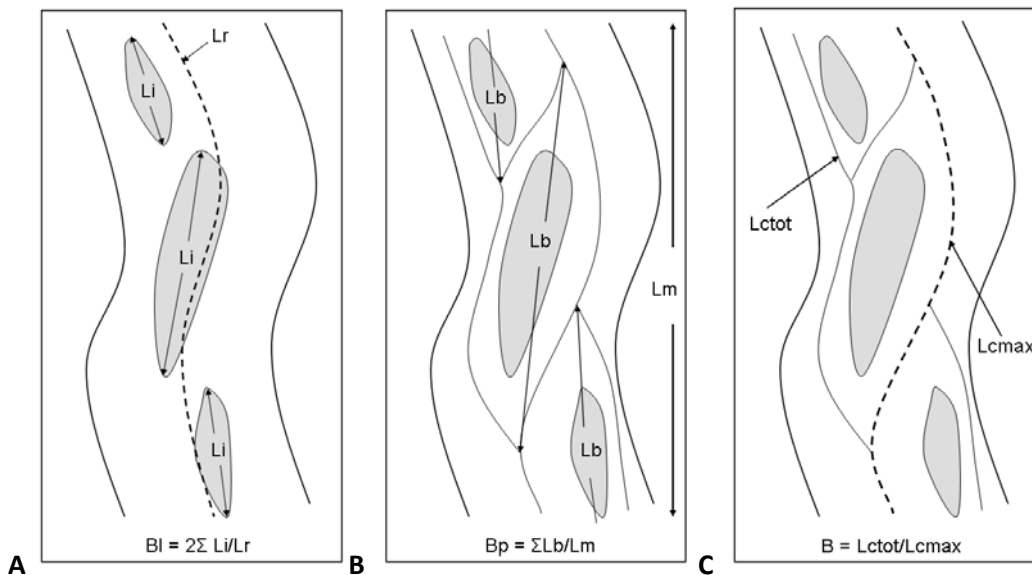 Lr
Li
Li
Li
A
BI = 2Σ Li/Lr
Lb
Lb
Lb
Lm
B
Bp = ΣLb/Lm
Lctot
Lcmax
C
B = Lctot/Lcmax